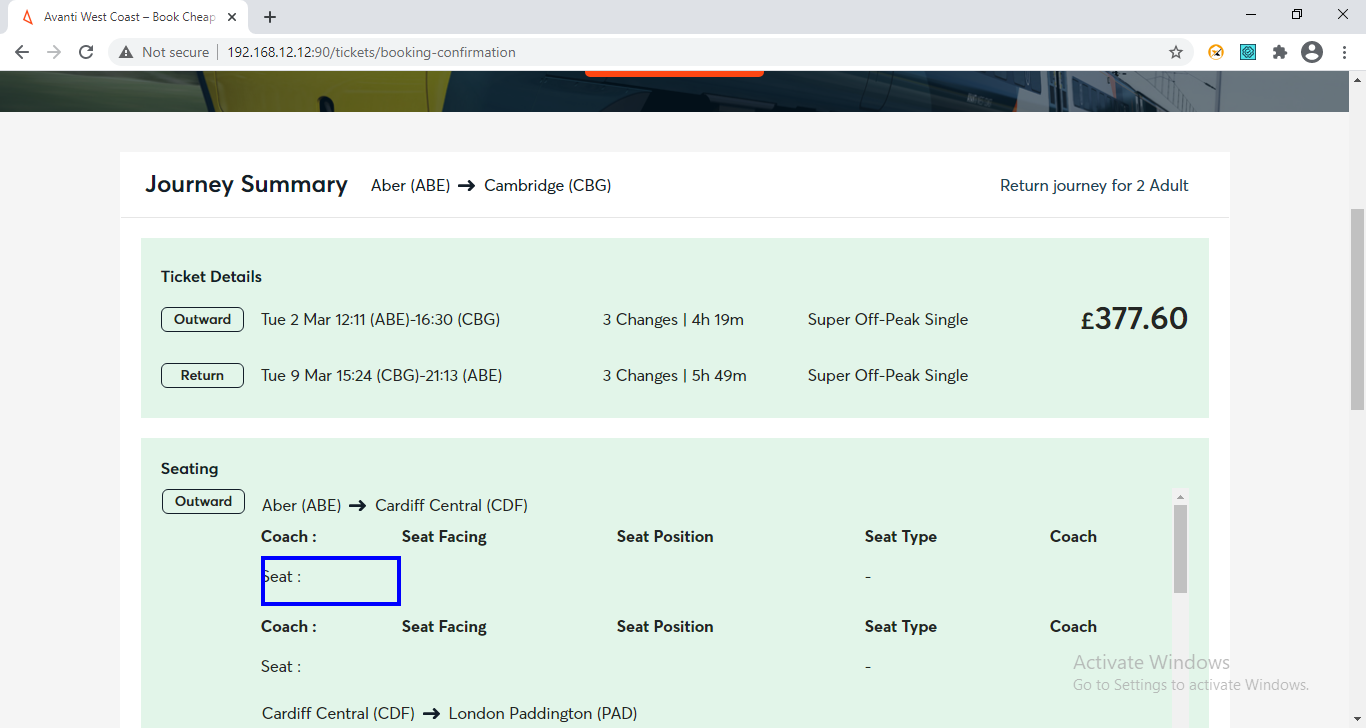 Avanti West Coast – Book Cheap
Not secure | 192.168.12.12:90/tickets/booking-confirmation
Journey Summary Aber (ABE) ➔ Cambridge (CBG) Return journey for 2 Adult
Ticket Details
Outward Tue 2 Mar 12:11 (ABE)-16:30 (CBG) 3 Changes | 4h 19m Super Off-Peak Single £377.60
Return Tue 9 Mar 15:24 (CBG)-21:13 (ABE) 3 Changes | 5h 49m Super Off-Peak Single
Seating
Outward Aber (ABE) ➔ Cardiff Central (CDF)
Coach : Seat Facing Seat Position Seat Type Coach
Seat : -
Coach : Seat Facing Seat Position Seat Type Coach
Seat : -
Activate Windows
Go to Settings to activate Windows.
Cardiff Central (CDF) ➔ London Paddington (PAD)